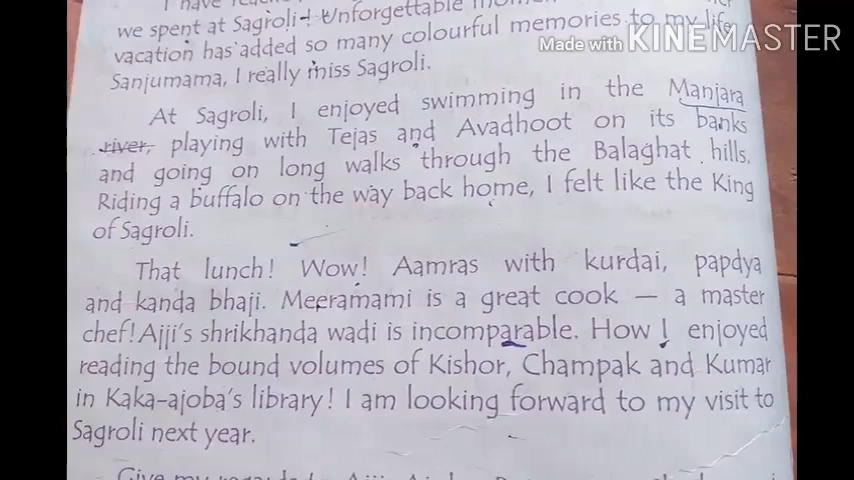 we spent at Sagroli! Unforgettable
vacation has added so many colourful memories to my life.
Made with KINEMASTER
Sanjumama, I really miss Sagroli.
At Sagroli, I enjoyed swimming in the Manjara
river, playing with Tejas and Avadhoot on its banks
and going on long walks through the Balaghat hills.
Riding a buffalo on the way back home, I felt like the King
of Sagroli.
That lunch! Wow! Aamras with kurdai, papdya
and kanda bhaji. Meeramami is a great cook — a master
chef! Ajji's shrikhanda wadi is incomparable. How I enjoyed
reading the bound volumes of Kishor, Champak and Kumar
in Kaka-ajoba's library! I am looking forward to my visit to
Sagroli next year.